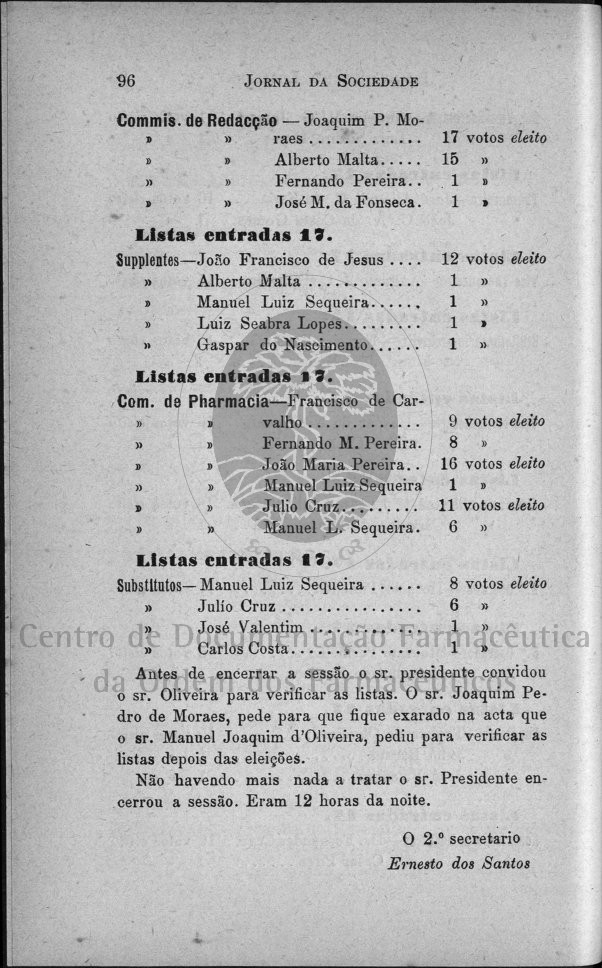 96 JORNAL DA SOCIEDADE
Commis. de Redacção — Joaquim P. Mo-
» » raes ............. 17 votos eleito
» » Alberto Malta..... 15 »
» » Fernando Pereira.. 1 »
» » José M. da Fonseca. 1 »
Listas entradas 17.
Supplentes—João Francisco de Jesus .... 12 votos eleito
» Alberto Malta ............. 1 »
» Manuel Luiz Sequeira...... 1 »
» Luiz Seabra Lopes......... 1 »
» Gaspar do Nascimento...... 1 »
Listas entradas 17.
Com. de Pharmacia—Francisco de Car-
» » valho ............. 9 votos eleito
» » Fernando M. Pereira. 8 »
» » João Maria Pereira.. 16 votos eleito
» » Manuel Luiz Sequeira 1 »
» » Julio Cruz......... 11 votos eleito
» » Manuel L. Sequeira. 6 »
Listas entradas 17.
Substitutos— Manuel Luiz Sequeira ...... 8 votos eleito
» Julio Cruz ................ 6 »
» José Valentim ............. 1 »
» Carlos Costa............... 1 »
Antes de encerrar a sessão o sr. presidente convidou
o sr. Oliveira para verificar as listas. O sr. Joaquim Pe-
dro de Moraes, pede para que fique exarado na acta que
o sr. Manuel Joaquim d'Oliveira, pediu para verificar as
listas depois das eleições.
Não havendo mais nada a tratar o sr. Presidente en-
cerrou a sessão. Eram 12 horas da noite.
O 2.º secretario
Ernesto dos Santos
Centro de Documentação Farmacêutica
da Ordem dos Farmacêuticos